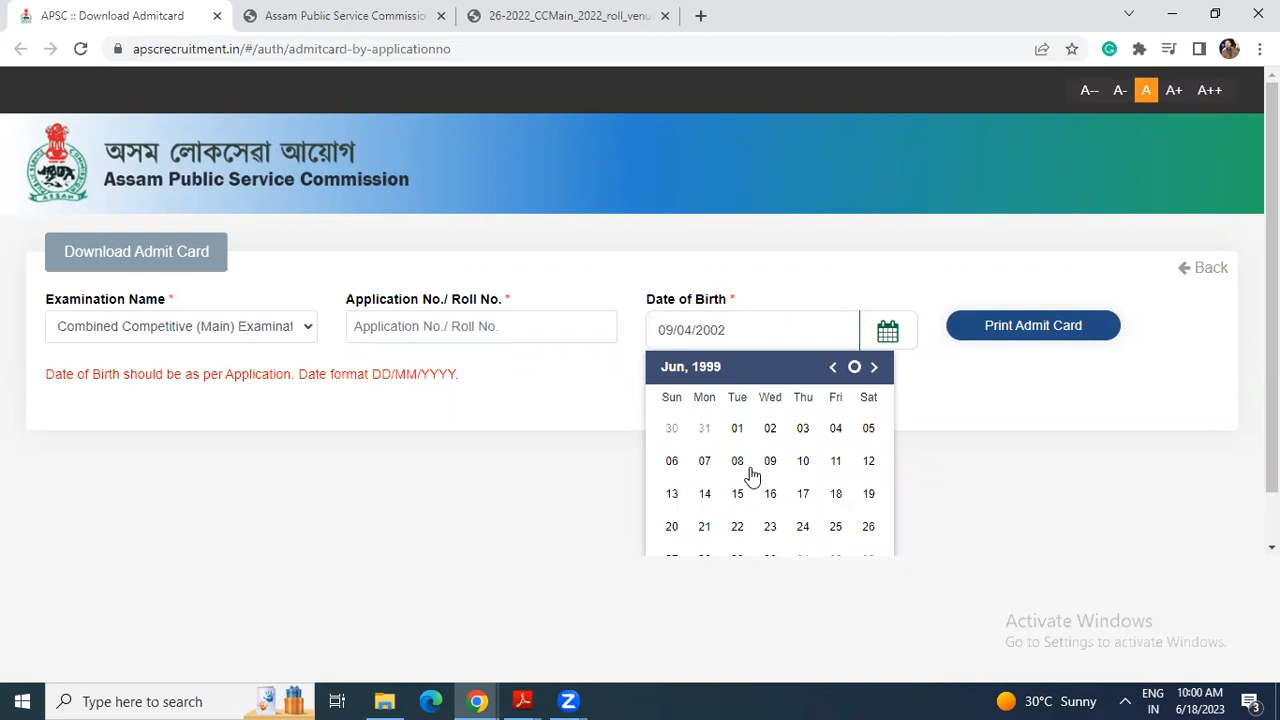 APSC :: Download Admitcard
Assam Public Service Commissio
26-2022_CCMain_2022_roll_venu
apscrecruitment.in/#/auth/admitcard-by-applicationno
A-- A- A A+ A++
অসম লোকসেৱা আয়োগ
Assam Public Service Commission
Download Admit Card
Back
Examination Name *
Application No./ Roll No. *
Date of Birth *
Combined Competitive (Main) Examinat
Application No./ Roll No.
09/04/2002
Print Admit Card
Date of Birth should be as per Application. Date format DD/MM/YYYY.
Jun, 1999
Sun Mon Tue Wed Thu Fri Sat
30 31 01 02 03 04 05
06 07 08 09 10 11 12
13 14 15 16 17 18 19
20 21 22 23 24 25 26
Activate Windows
Go to Settings to activate Windows.
Type here to search
30°C Sunny
ENG
IN
10:00 AM
6/18/2023
3